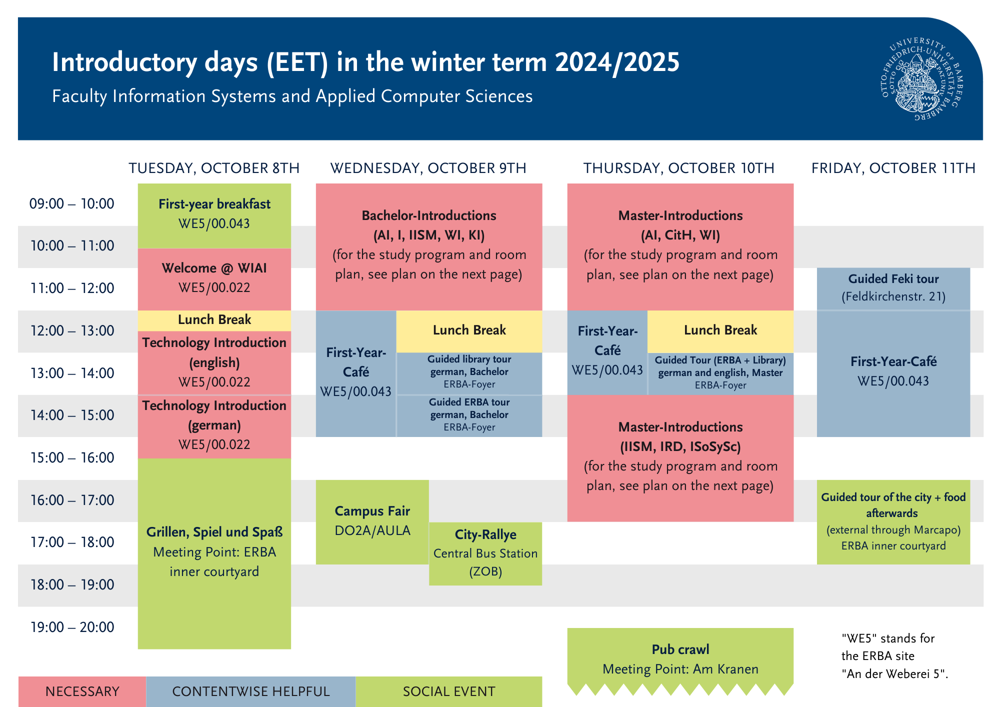 Introductory days (EET) in the winter term 2024/2025
Faculty Information Systems and Applied Computer Sciences
OTTO-FRIEDRICH-UNIVERSITÄT BAMBERG
UNIVERSITY OF BAMBERG
S.OTTO
PAT.UNIV.
TUESDAY, OCTOBER 8TH
WEDNESDAY, OCTOBER 9TH
THURSDAY, OCTOBER 10TH
FRIDAY, OCTOBER 11TH
09:00 – 10:00
10:00 – 11:00
11:00 – 12:00
12:00 – 13:00
13:00 – 14:00
14:00 – 15:00
15:00 – 16:00
16:00 – 17:00
17:00 – 18:00
18:00 – 19:00
19:00 – 20:00
First-year breakfast
WE5/00.043
Welcome @ WIAI
WE5/00.022
Lunch Break
Technology Introduction
(english)
WE5/00.022
Technology Introduction
(german)
WE5/00.022
Grillen, Spiel und Spaß
Meeting Point: ERBA
inner courtyard
Bachelor-Introductions
(AI, I, IISM, WI, KI)
(for the study program and room
plan, see plan on the next page)
First-Year-
Café
WE5/00.043
Lunch Break
Guided library tour
german, Bachelor
ERBA-Foyer
Guided ERBA tour
german, Bachelor
ERBA-Foyer
Campus Fair
DO2A/AULA
City-Rallye
Central Bus Station
(ZOB)
Master-Introductions
(AI, CitH, WI)
(for the study program and room
plan, see plan on the next page)
First-Year-
Café
WE5/00.043
Lunch Break
Guided Tour (ERBA + Library)
german and english, Master
ERBA-Foyer
Master-Introductions
(IISM, IRD, ISoSySc)
(for the study program and room
plan, see plan on the next page)
Pub crawl
Meeting Point: Am Kranen
Guided Feki tour
(Feldkirchenstr. 21)
First-Year-Café
WE5/00.043
Guided tour of the city + food
afterwards
(external through Marcapo)
ERBA inner courtyard
"WE5" stands for
the ERBA site
"An der Weberei 5".
NECESSARY
CONTENTWISE HELPFUL
SOCIAL EVENT